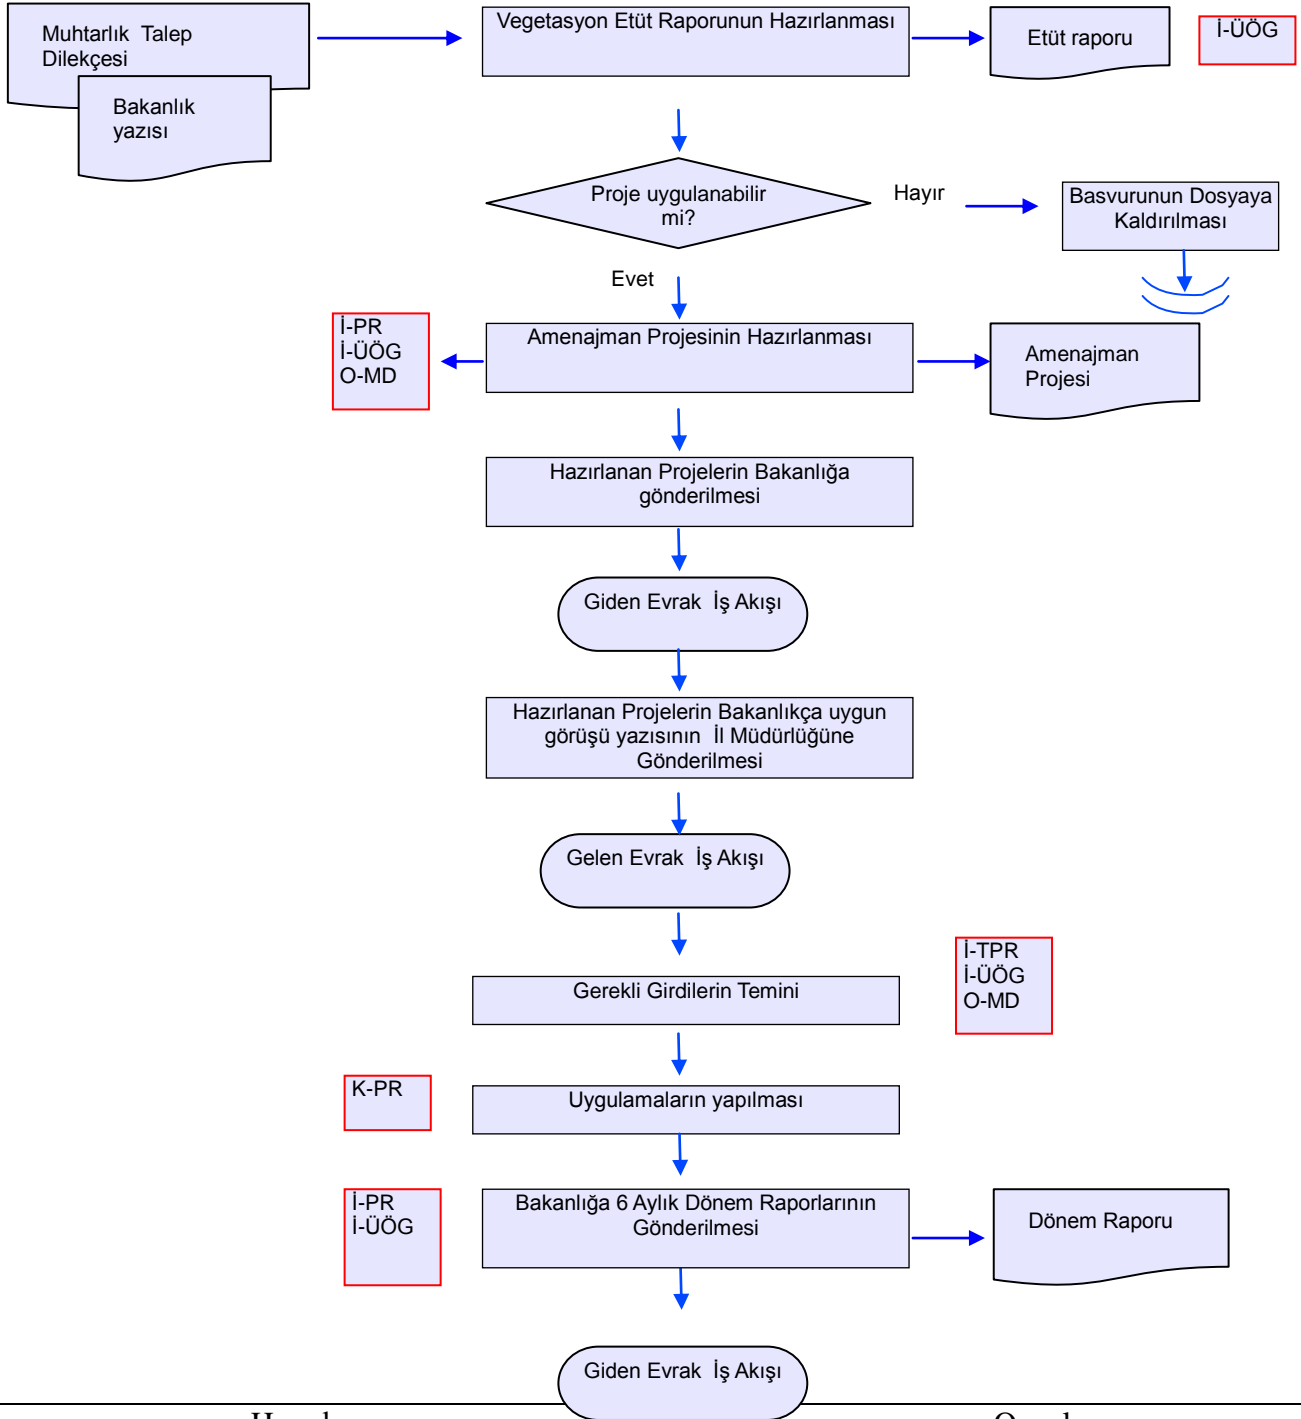 Muhtarlık Talep
Dilekçesi
Bakanlık
yazısı
Vegetasyon Etüt Raporunun Hazırlanması
Etüt raporu
İ-ÜÖG
Proje uygulanabilir
mi?
Hayır
Basvurunun Dosyaya
Kaldırılması
Evet
İ-PR
İ-ÜÖG
O-MD
Amenajman Projesinin Hazırlanması
Amenajman
Projesi
Hazırlanan Projelerin Bakanlığa
gönderilmesi
Giden Evrak İş Akışı
Hazırlanan Projelerin Bakanlıkça uygun
görüşü yazısının İl Müdürlüğüne
Gönderilmesi
Gelen Evrak İş Akışı
İ-TPR
İ-ÜÖG
O-MD
Gerekli Girdilerin Temini
K-PR
Uygulamaların yapılması
İ-PR
İ-ÜÖG
Bakanlığa 6 Aylık Dönem Raporlarının
Gönderilmesi
Dönem Raporu
Giden Evrak İş Akışı